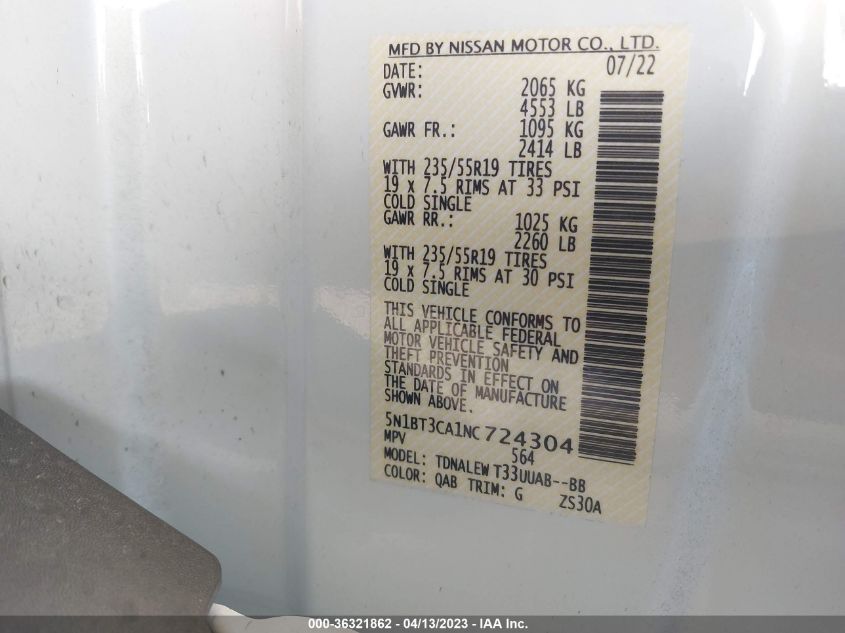 MFD BY NISSAN MOTOR CO., LTD.
DATE: 07/22
GVWR: 2065 KG
4553 LB
GAWR FR.: 1095 KG
2414 LB
WITH 235/55R19 TIRES
19 x 7.5 RIMS AT 33 PSI
COLD SINGLE
GAWR RR.: 1025 KG
2260 LB
WITH 235/55R19 TIRES
19 x 7.5 RIMS AT 30 PSI
COLD SINGLE
THIS VEHICLE CONFORMS TO
ALL APPLICABLE FEDERAL
MOTOR VEHICLE SAFETY AND
THEFT PREVENTION
STANDARDS IN EFFECT ON
THE DATE OF MANUFACTURE
SHOWN ABOVE.
5N1BT3CA1NC724304
MPV 564
MODEL: TDNALEW T33UUAB--BB
COLOR: QAB TRIM: G ZS30A
000-36321862 - 04/13/2023 - IAA Inc.